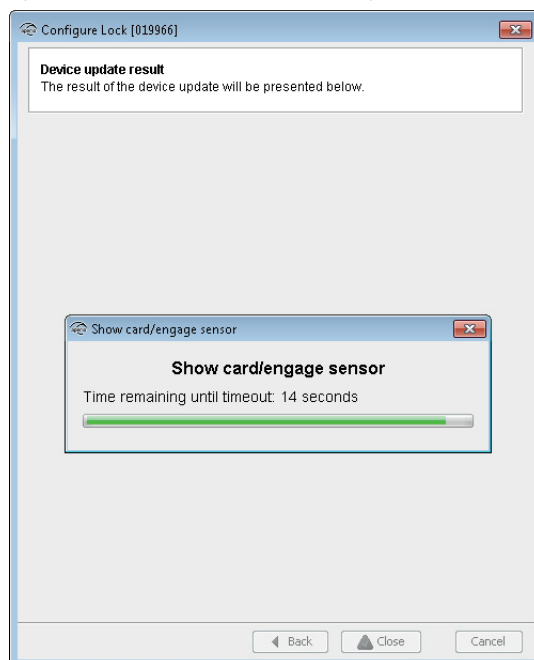 Configure Lock [019966]
Device update result
The result of the device update will be presented below.
Show card/engage sensor
Show card/engage sensor
Time remaining until timeout: 14 seconds
Back Close Cancel